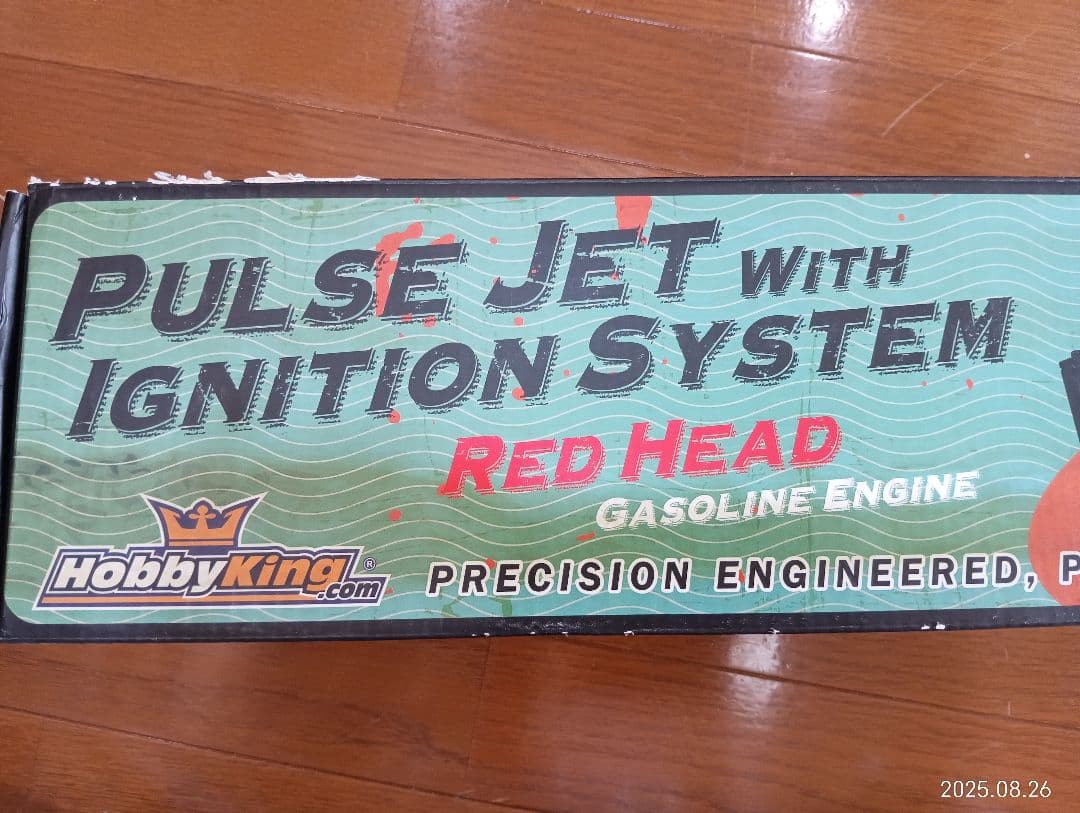 PULSE JET WITH
IGNITION SYSTEM
RED HEAD
GASOLINE ENGINE
HobbyKing®.com
PRECISION ENGINEERED, P
2025.08.26